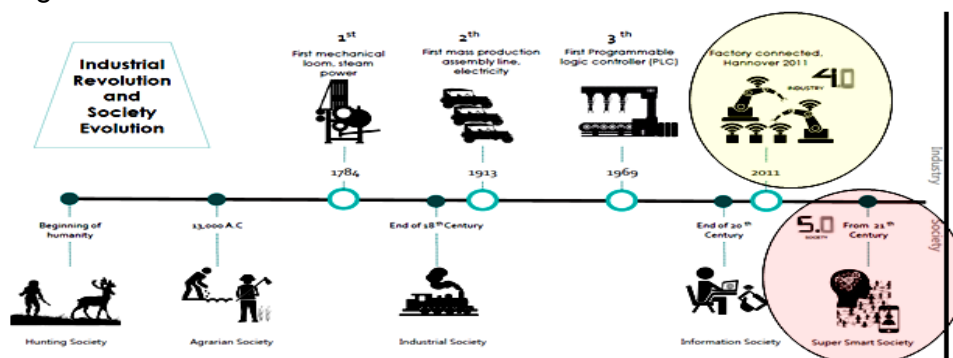 Industrial
Revolution
and
Society
Evolution
1st
First mechanical
loom, steam
power
2th
First mass production
assembly line,
electricity
3th
First Programmable
logic controller (PLC)
Factory connected,
Hannover 2011
4.0
INDUSTRY
1784
1913
1969
2011
Industry
Society
Beginning of
humanity
13,000 A.C
End of 18th Century
End of 20th
Century
5.0
SOCIETY
From 21th
Century
Hunting Society
Agrarian Society
Industrial Society
Information Society
Super Smart Society